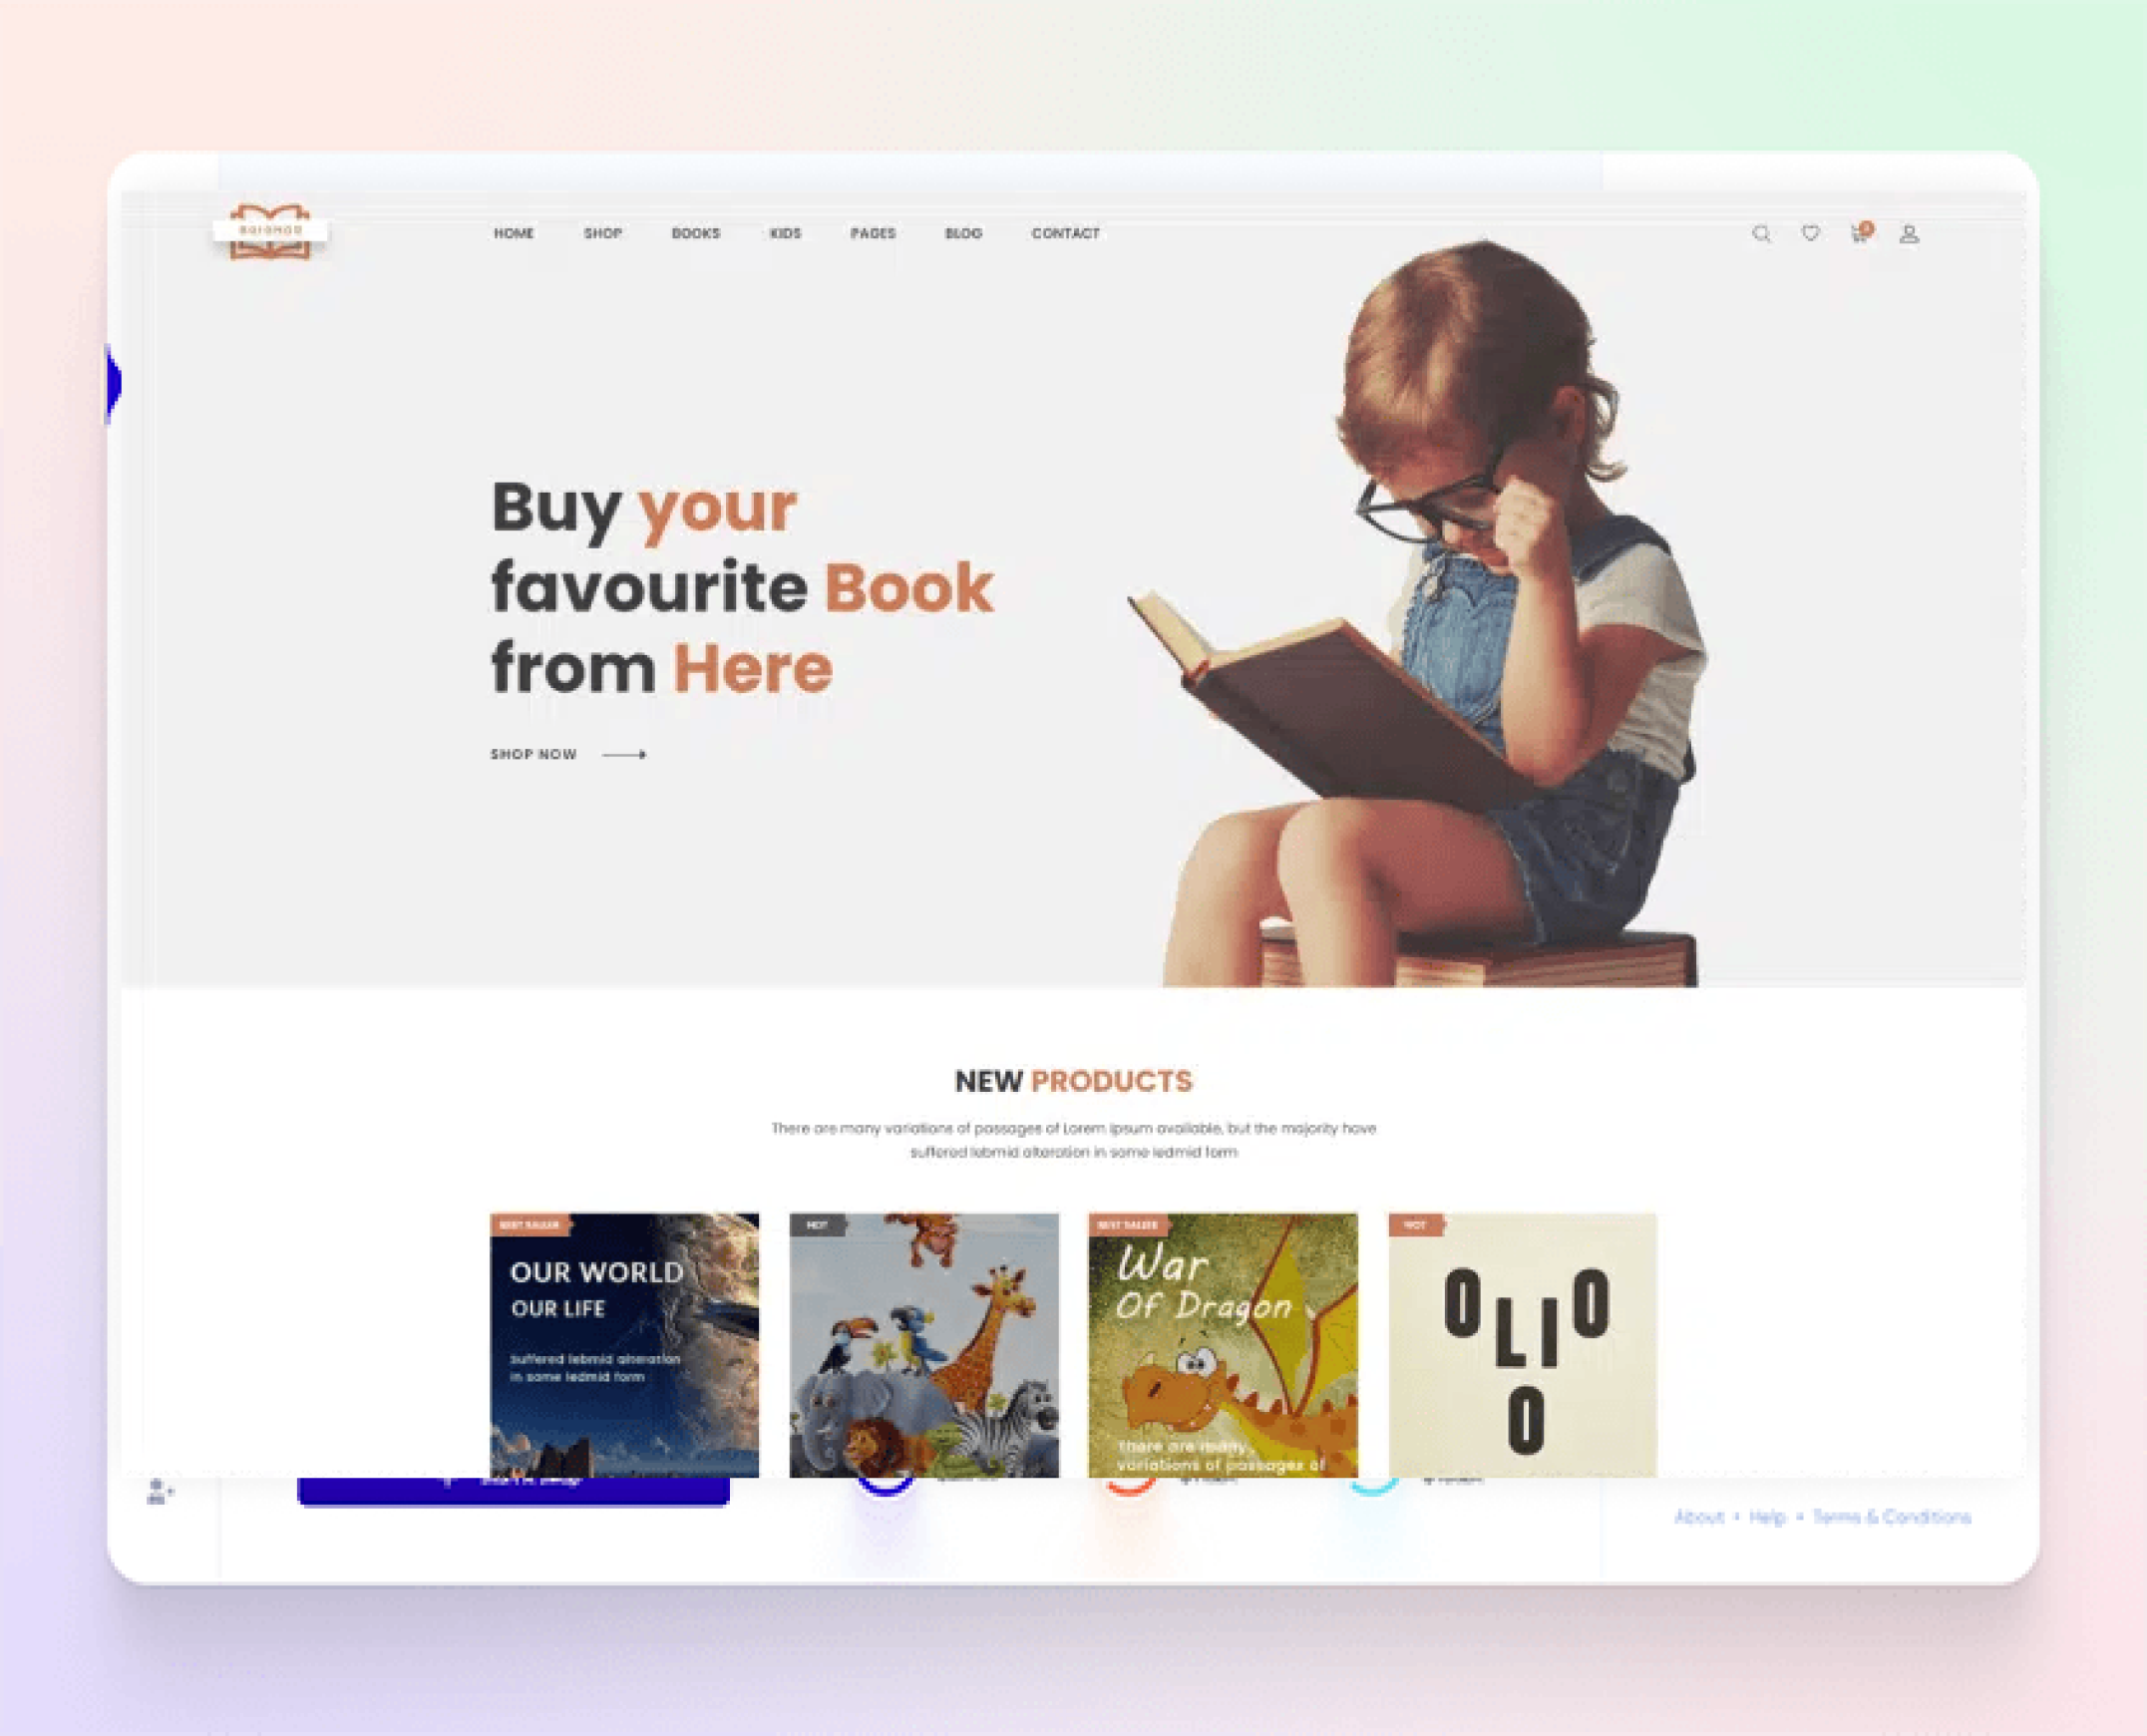 HOME SHOP BOOKS KIDS PAGES BLOG CONTACT
Buy your
favourite Book
from Here
SHOP NOW
NEW PRODUCTS
There are many variations of passages of Lorem Ipsum available, but the majority have
suffered lebmid alteration in some ledmid form
BEST SALLER
OUR WORLD
OUR LIFE
Suffered lebmid alteration
in some ledmid form
HOT
BEST SALLER
War
Of Dragon
There are many
variations of passages of
HOT
OLIO
O
About • Help • Terms & Conditions